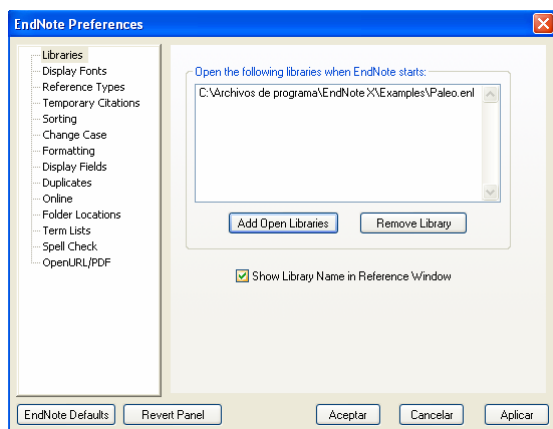 EndNote Preferences
Libraries
Display Fonts
Reference Types
Temporary Citations
Sorting
Change Case
Formatting
Display Fields
Duplicates
Online
Folder Locations
Term Lists
Spell Check
OpenURL/PDF
Open the following libraries when EndNote starts:
C:\Archivos de programa\EndNote X\Examples\Paleo.enl
Add Open Libraries
Remove Library
Show Library Name in Reference Window
EndNote Defaults
Revert Panel
Aceptar
Cancelar
Aplicar